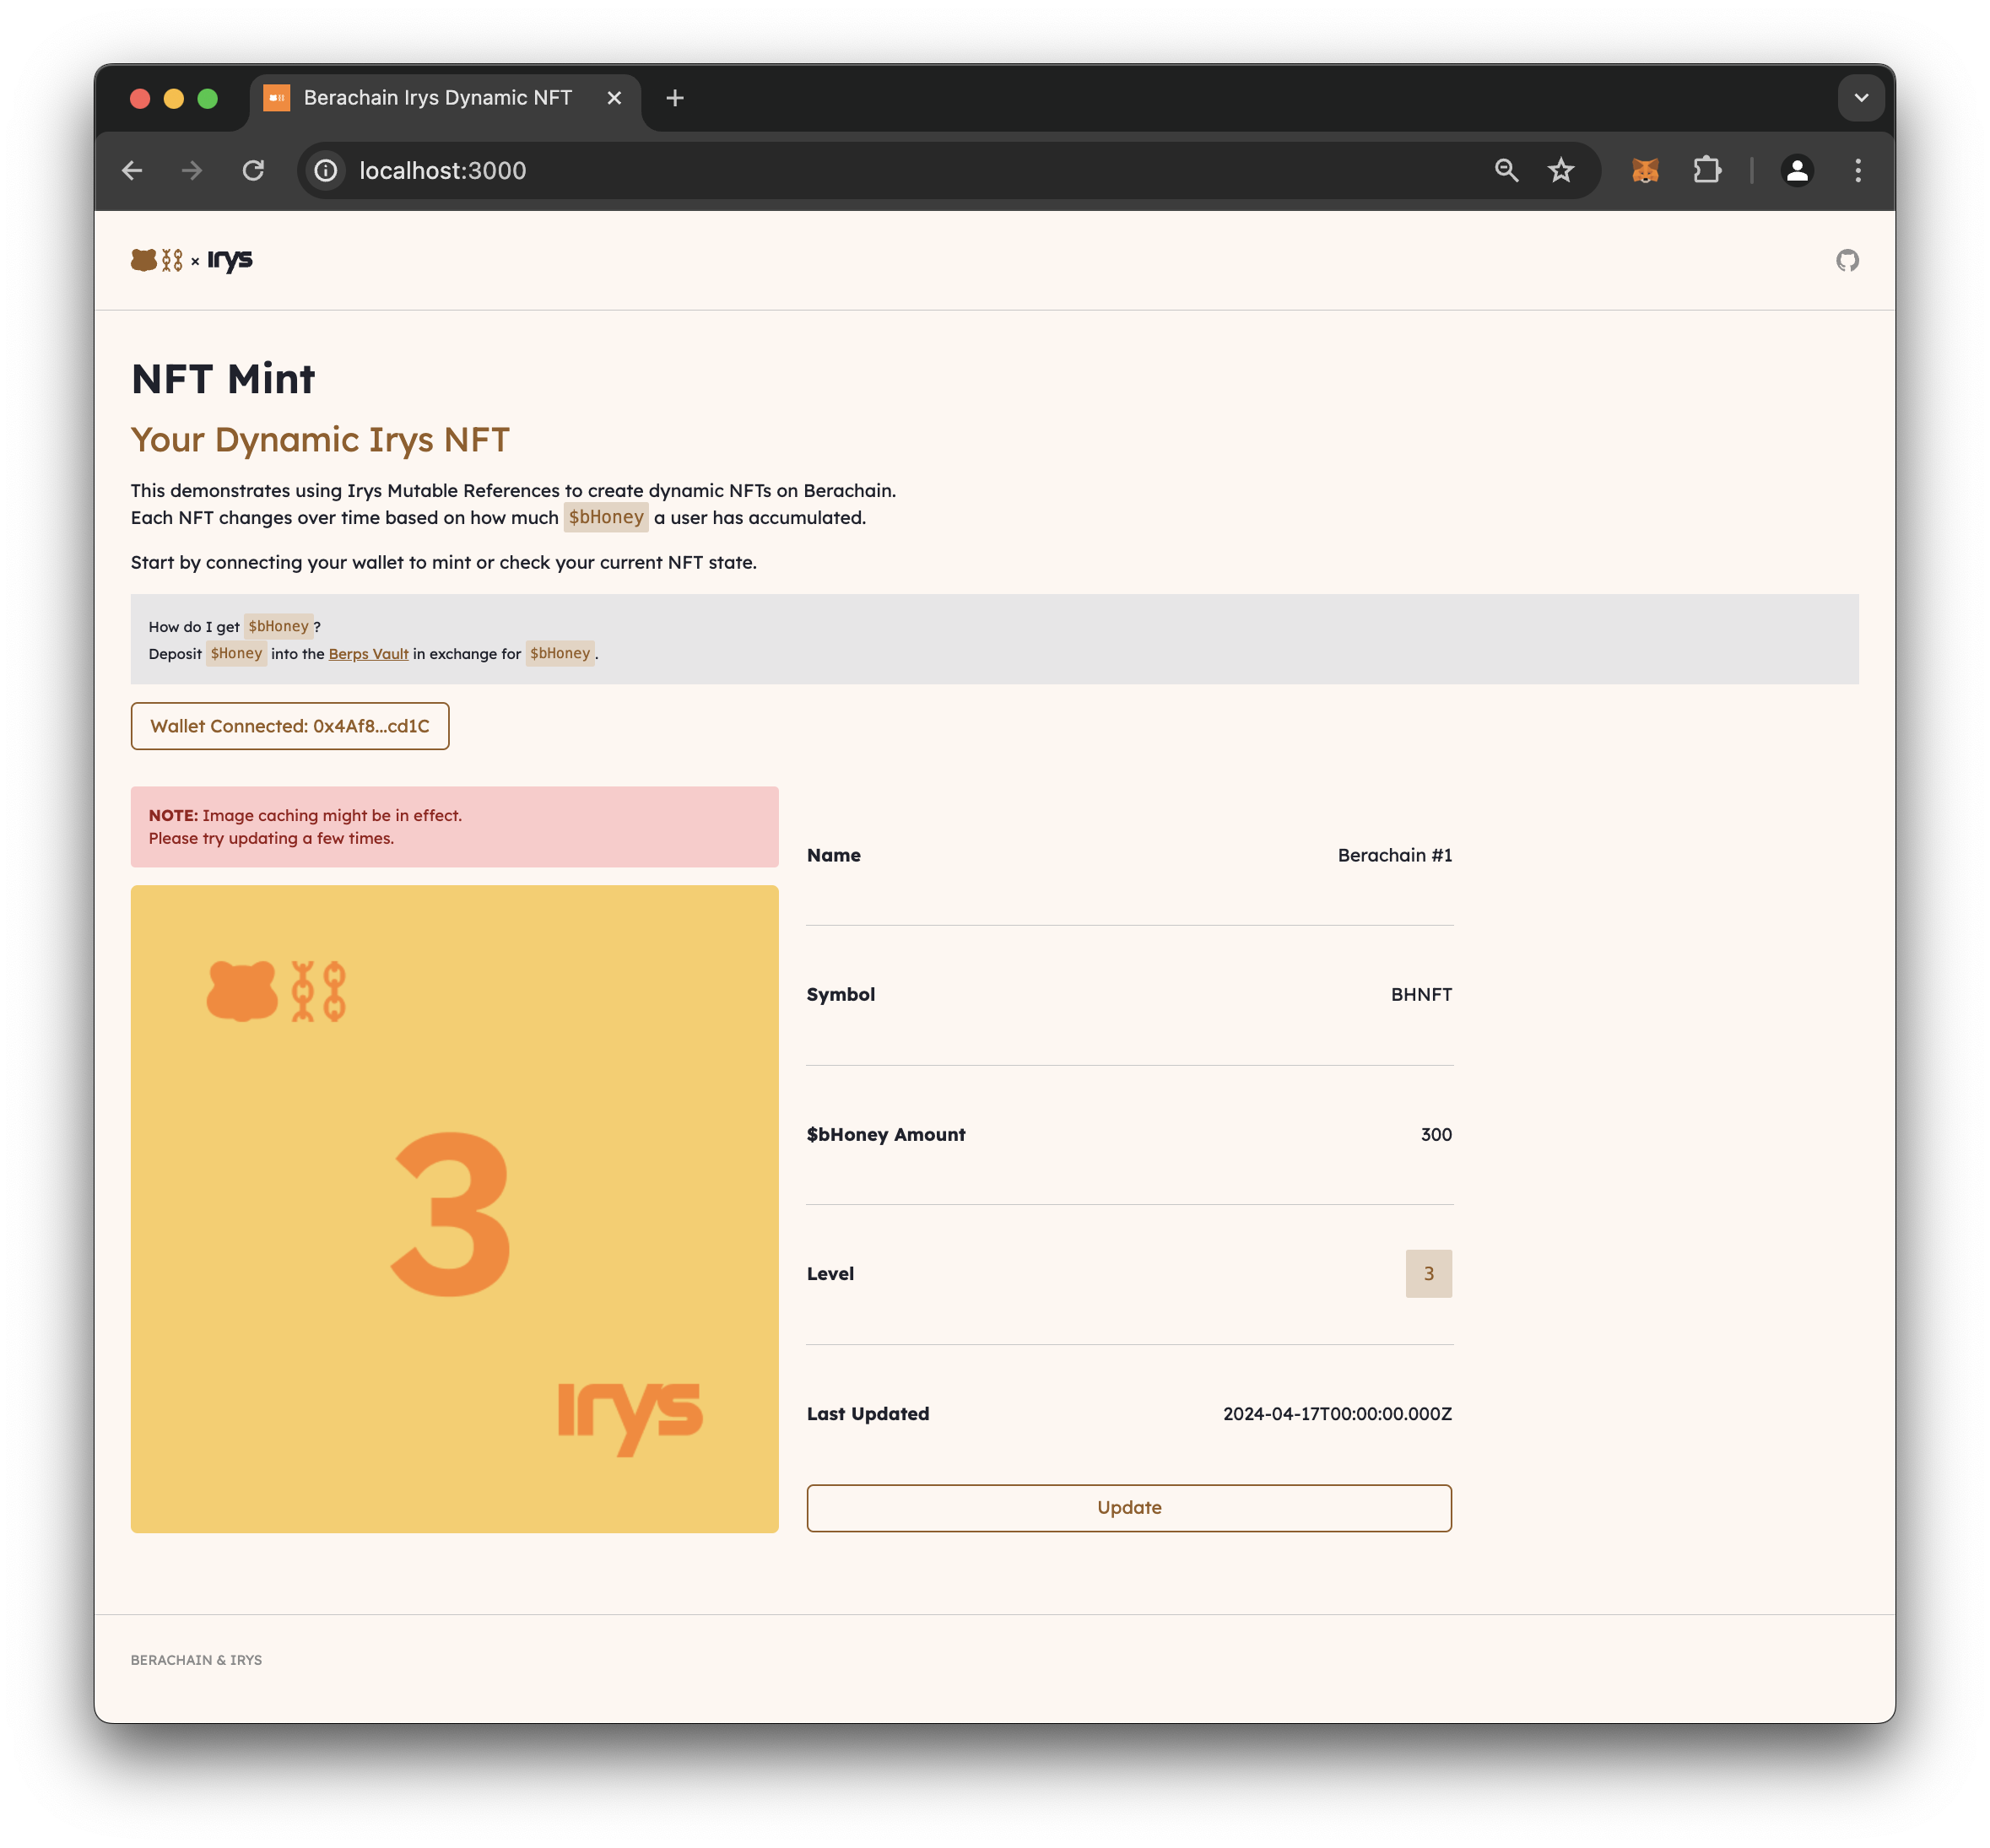 Berachain Irys Dynamic NFT
localhost:3000
× Irys
NFT Mint
Your Dynamic Irys NFT
This demonstrates using Irys Mutable References to create dynamic NFTs on Berachain.
Each NFT changes over time based on how much $bHoney a user has accumulated.
Start by connecting your wallet to mint or check your current NFT state.
How do I get $bHoney?
Deposit $Honey into the Berps Vault in exchange for $bHoney.
Wallet Connected: 0x4Af8...cd1C
NOTE: Image caching might be in effect.
Please try updating a few times.
3
Irys
Name Berachain #1
Symbol BHNFT
$bHoney Amount 300
Level 3
Last Updated 2024-04-17T00:00:00.000Z
Update
BERACHAIN & IRYS